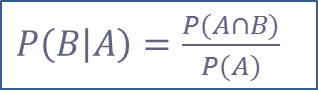 P(B|A) = P(A∩B) / P(A)